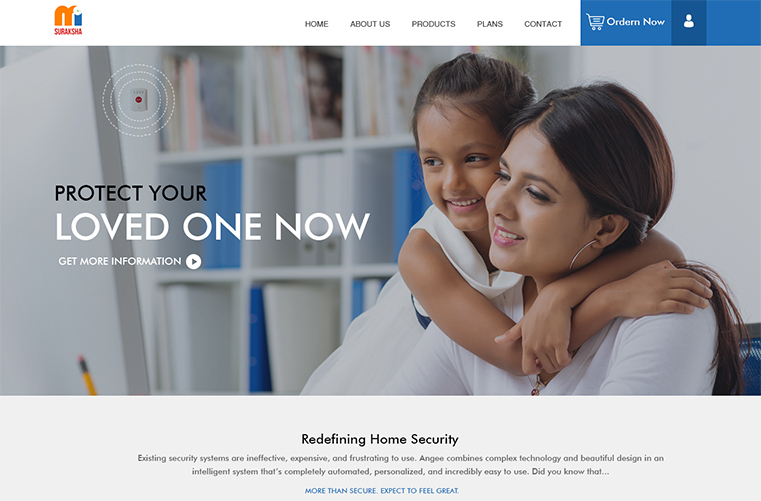 SURAKSHA
HOME ABOUT US PRODUCTS PLANS CONTACT Ordern Now
PROTECT YOUR
LOVED ONE NOW
GET MORE INFORMATION
Redefining Home Security
Existing security systems are ineffective, expensive, and frustrating to use. Angee combines complex technology and beautiful design in an
intelligent system that's completely automated, personalized, and incredibly easy to use. Did you know that...
MORE THAN SECURE. EXPECT TO FEEL GREAT.